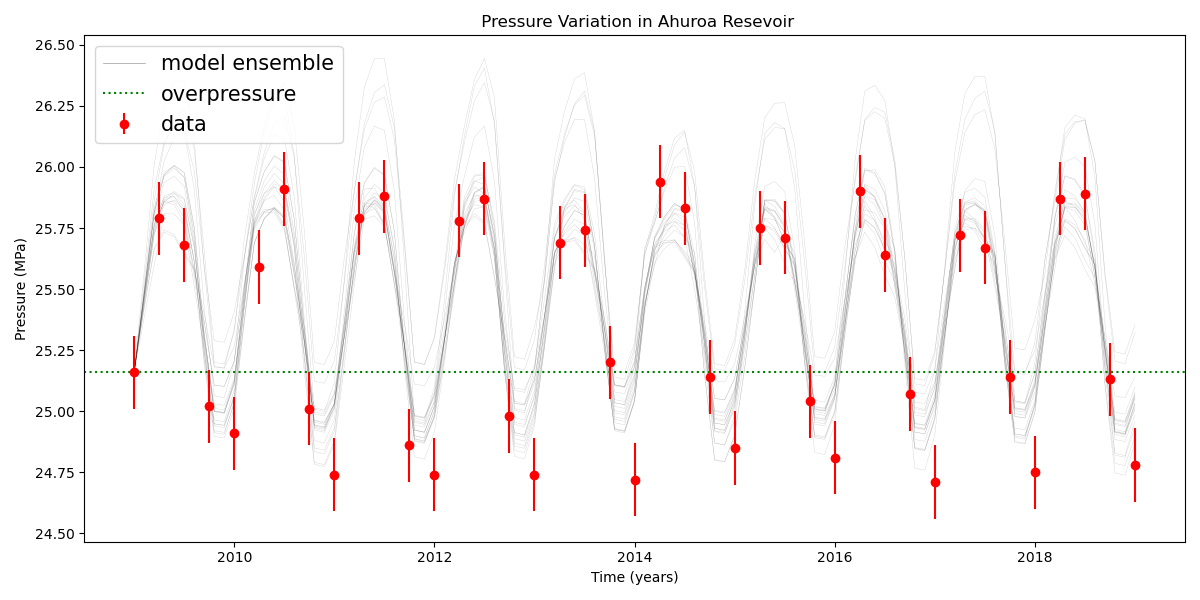 Pressure Variation in Ahuroa Resevoir
26.50
26.25
26.00
25.75
25.50
25.25
25.00
24.75
24.50
Pressure (MPa)
model ensemble
overpressure
data
2010 2012 2014 2016 2018
Time (years)